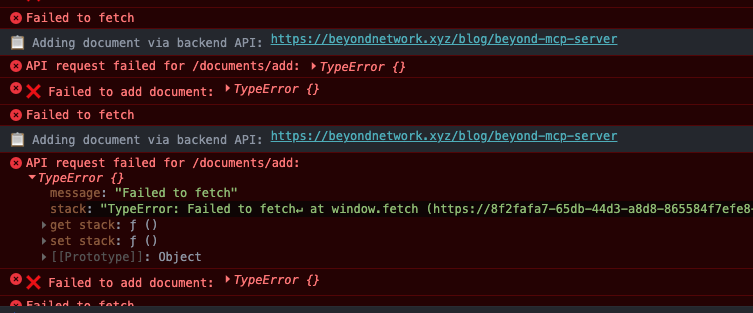 Failed to fetch
Adding document via backend API: https://beyondnetwork.xyz/blog/beyond-mcp-server
API request failed for /documents/add: TypeError {}
Failed to add document: TypeError {}
Failed to fetch
Adding document via backend API: https://beyondnetwork.xyz/blog/beyond-mcp-server
API request failed for /documents/add:
TypeError {}
message: "Failed to fetch"
stack: "TypeError: Failed to fetch↵ at window.fetch (https://8f2fafa7-65db-44d3-a8d8-865584f7efe8-
get stack: ƒ ()
set stack: ƒ ()
[[Prototype]]: Object
Failed to add document: TypeError {}
Failed to fetch